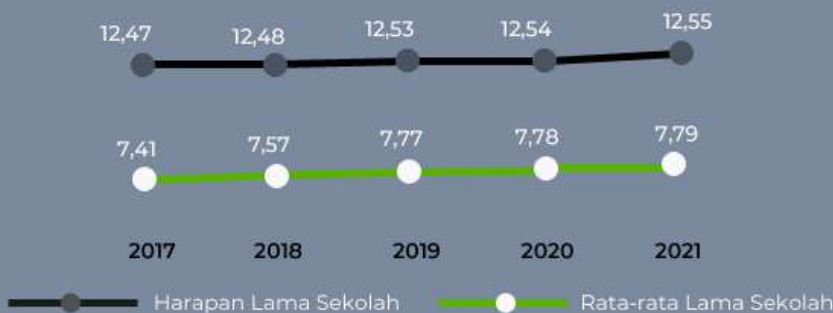 12,47 12,48 12,53 12,54 12,55
7,41 7,57 7,77 7,78 7,79
2017 2018 2019 2020 2021
Harapan Lama Sekolah Rata-rata Lama Sekolah